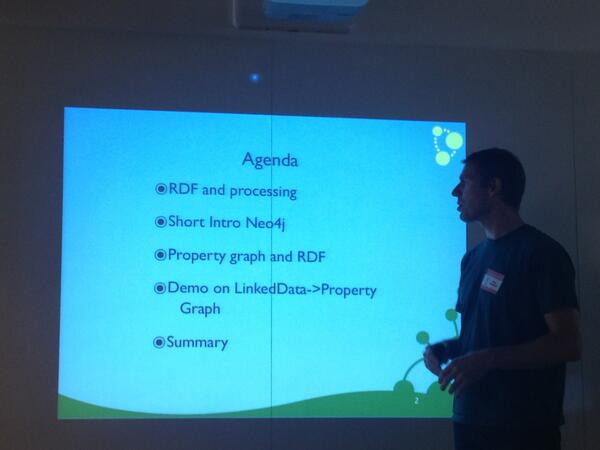 Agenda
RDF and processing
Short Intro Neo4j
Property graph and RDF
Demo on LinkedData->Property
Graph
Summary
2